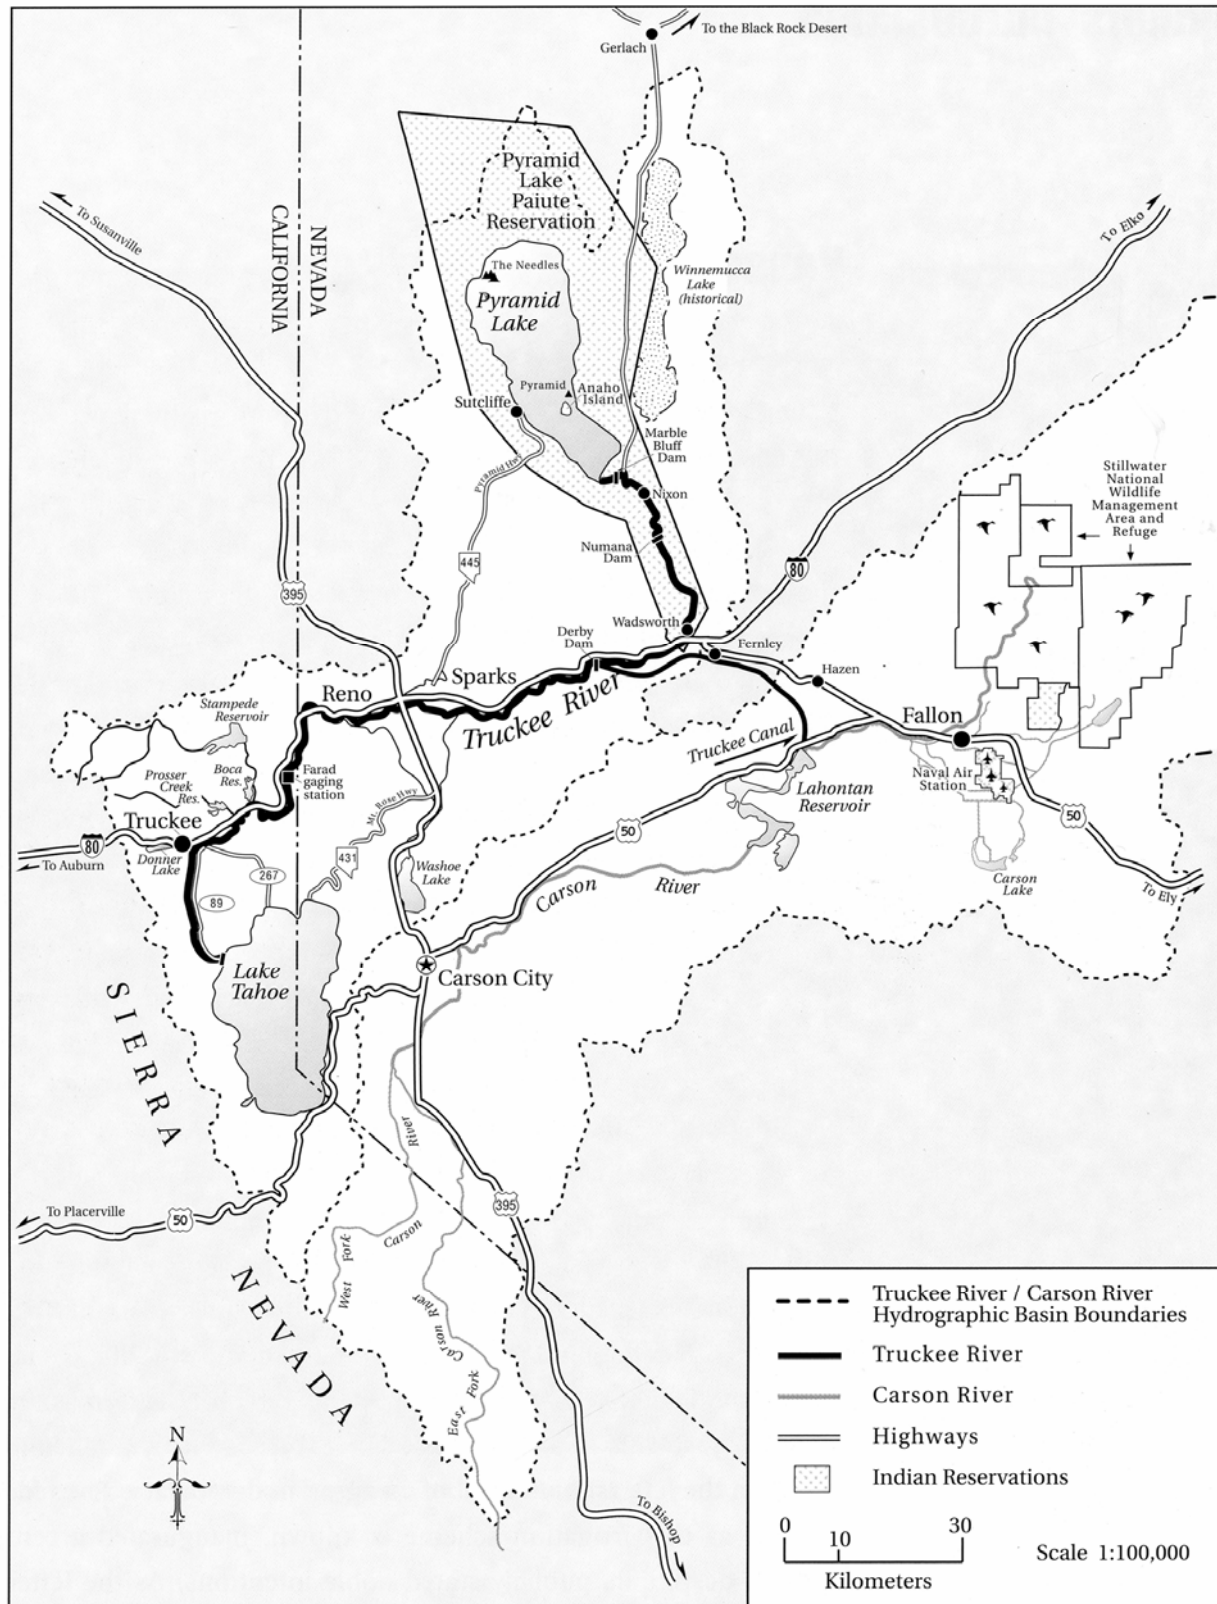 To the Black Rock Desert
Gerlach
Pyramid
Lake
Paiute
Reservation
To Susanville
CALIFORNIA
NEVADA
To Elko
The Needles
Pyramid
Lake
Winnemucca
Lake
(historical)
Pyramid
Anaho
Island
Sutcliffe
Marble
Bluff
Dam
Pyramid Hwy
Nixon
Stillwater
National
Wildlife
Management
Area and
Refuge
Numana
Dam
445
80
395
Wadsworth
Derby
Dam
Fernley
Hazen
Sparks
Reno
Truckee River
Stampede
Reservoir
Truckee Canal
Fallon
Prosser
Creek
Res.
Boca
Res.
Farad
gaging
station
Naval Air
Station
Lahontan
Reservoir
Mt. Rose Hwy
Truckee
80
To Auburn
Donner
Lake
431
50
50
267
89
Washoe
Lake
Carson River
Carson
Lake
To Ely
Lake
Tahoe
Carson City
SIERRA
NEVADA
River
Carson
West Fork
To Placerville
50
395
Carson River
East Fork
N
To Bishop
Truckee River / Carson River
Hydrographic Basin Boundaries
Truckee River
Carson River
Highways
Indian Reservations
0 10 30
Kilometers
Scale 1:100,000